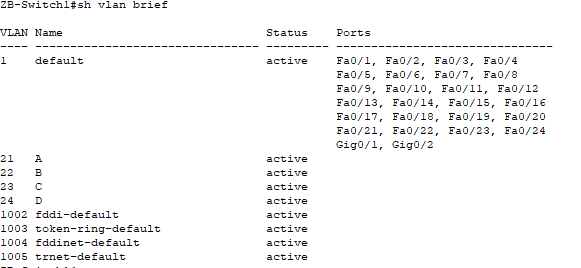 ZB-Switch1#sh vlan brief
VLAN Name                             Status    Ports
---- -------------------------------- --------- -------------------------------
1    default                          active    Fa0/1, Fa0/2, Fa0/3, Fa0/4
                                                Fa0/5, Fa0/6, Fa0/7, Fa0/8
                                                Fa0/9, Fa0/10, Fa0/11, Fa0/12
                                                Fa0/13, Fa0/14, Fa0/15, Fa0/16
                                                Fa0/17, Fa0/18, Fa0/19, Fa0/20
                                                Fa0/21, Fa0/22, Fa0/23, Fa0/24
                                                Gig0/1, Gig0/2
21   A                                active
22   B                                active
23   C                                active
24   D                                active
1002 fddi-default                     active
1003 token-ring-default               active
1004 fddinet-default                  active
1005 trnet-default                    active